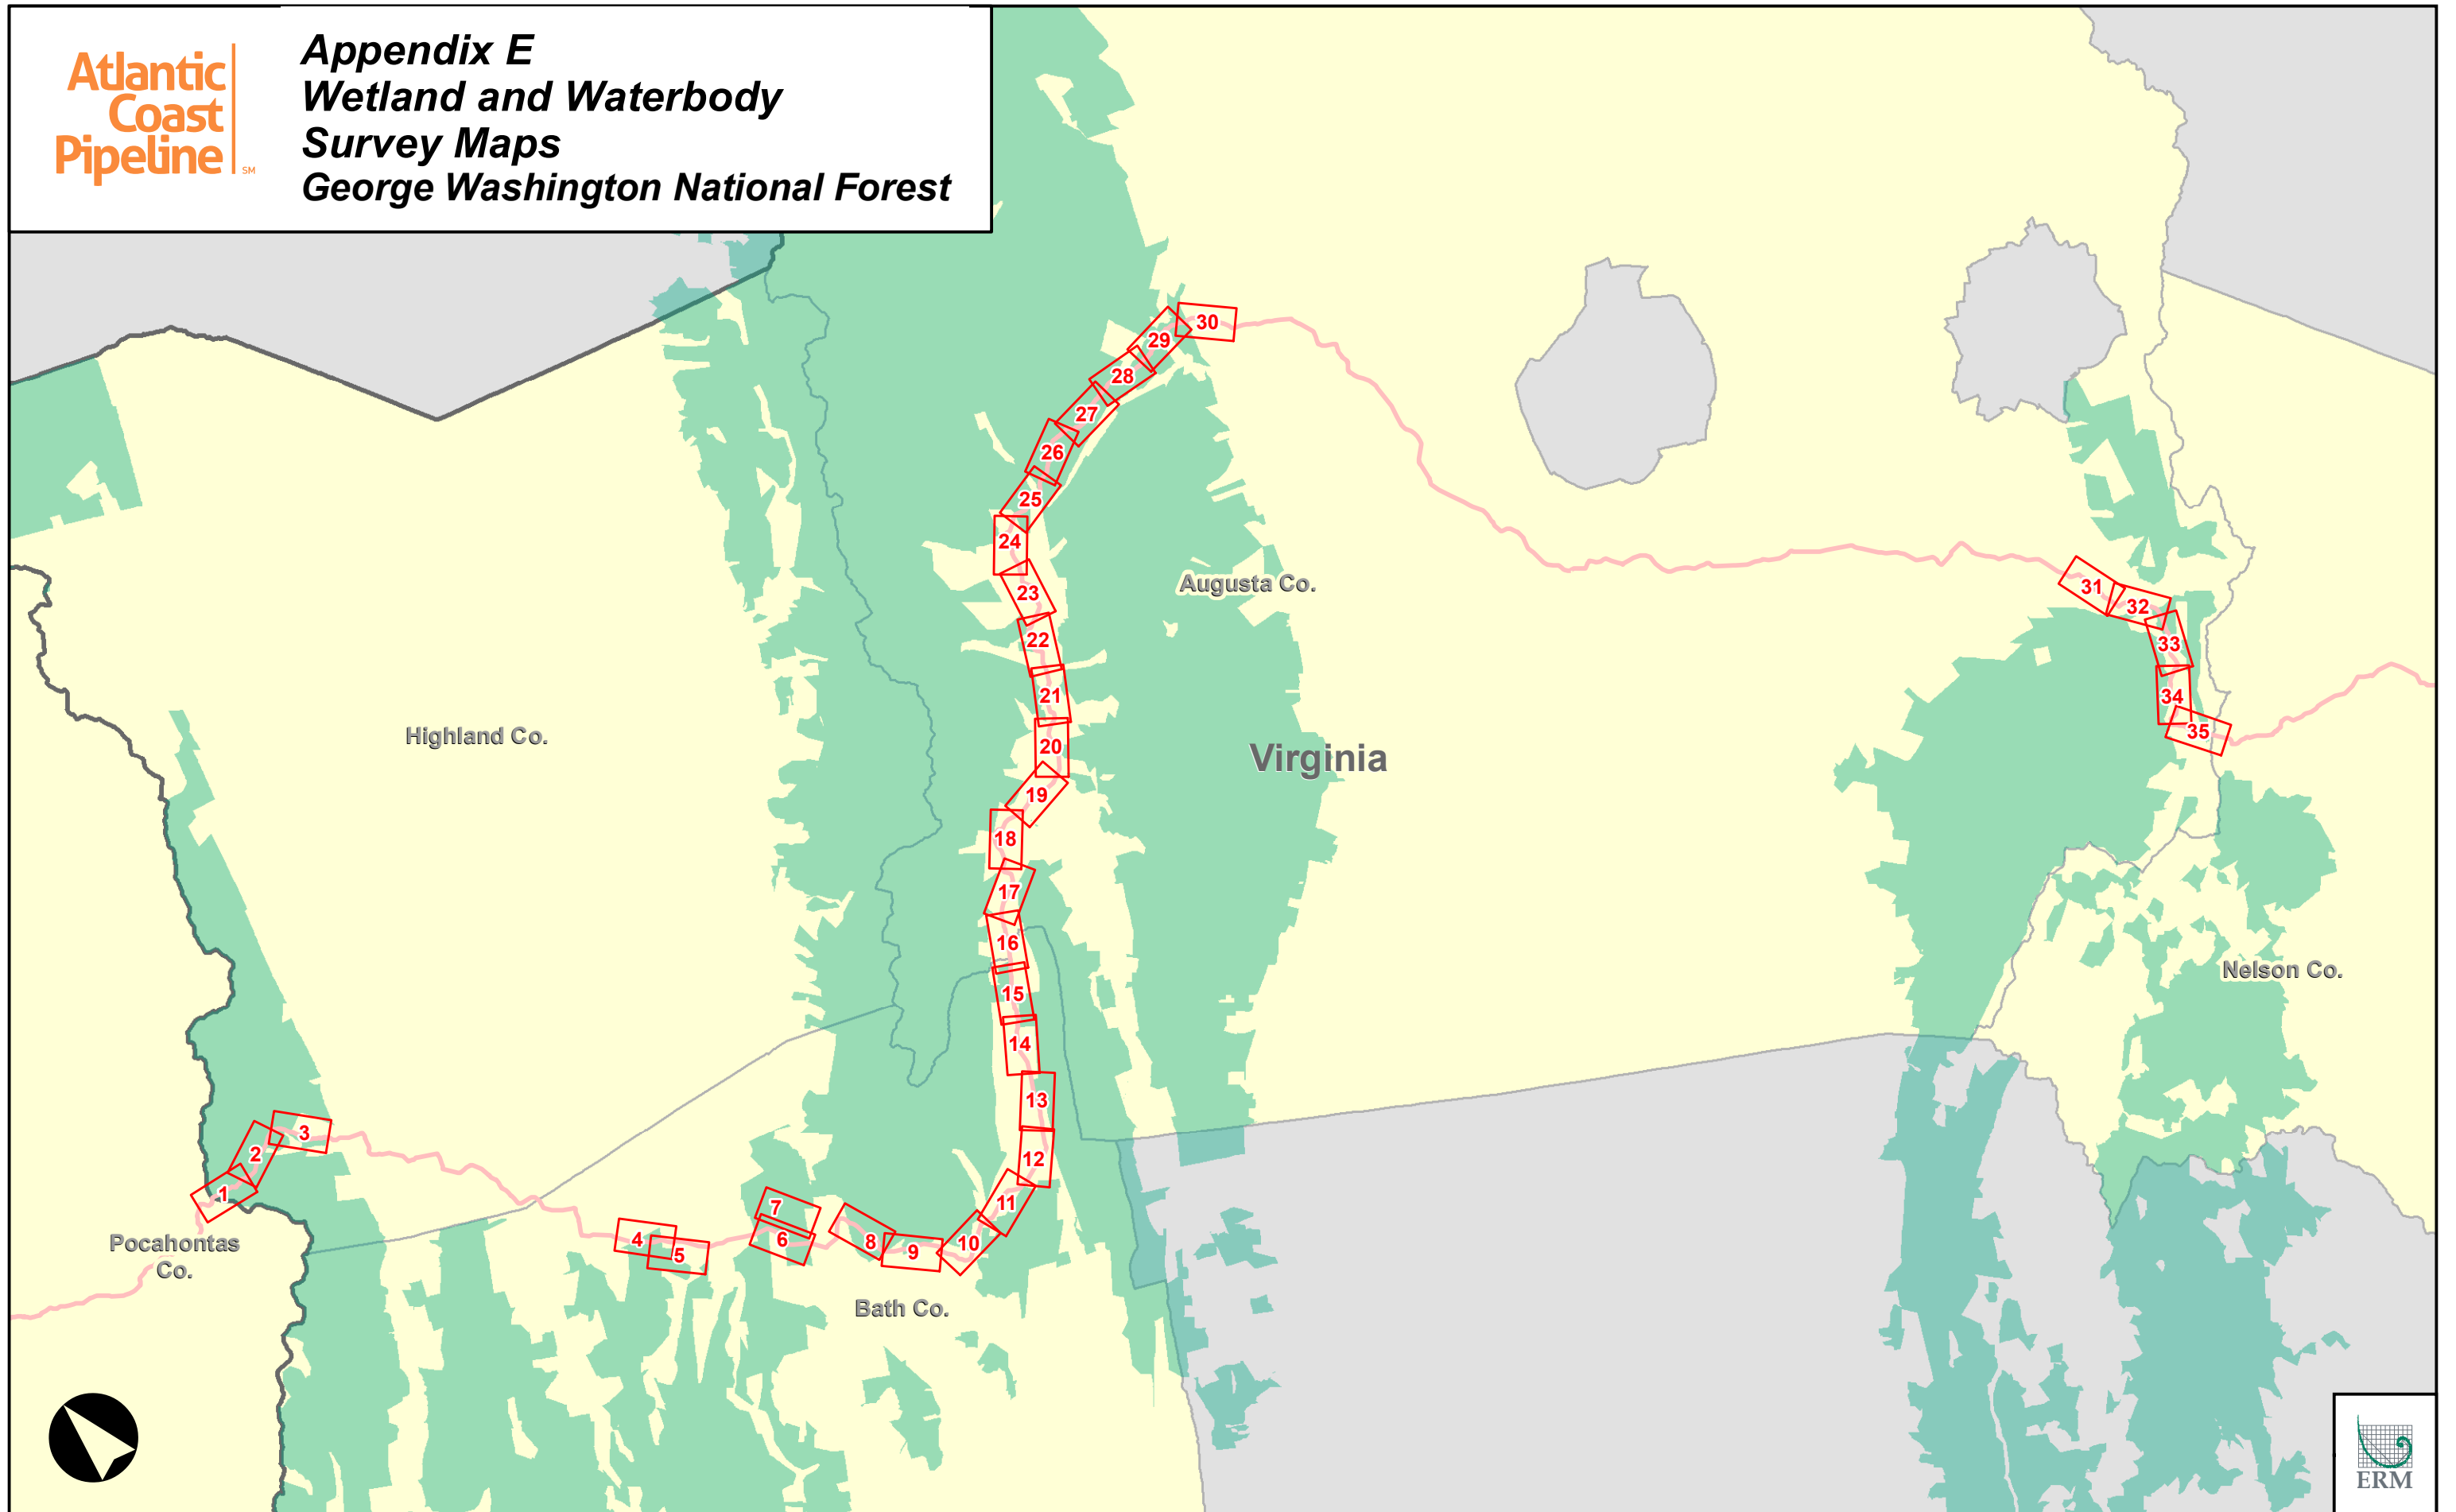 Atlantic
Coast
Pipeline
SM
Appendix E
Wetland and Waterbody
Survey Maps
George Washington National Forest
30
29
28
27
26
25
24
23
22
21
20
19
18
17
16
15
14
13
12
11
10
9
8
7
6
5
4
3
2
1
31
32
33
34
35
Augusta Co.
Highland Co.
Virginia
Nelson Co.
Pocahontas
Co.
Bath Co.
ERM